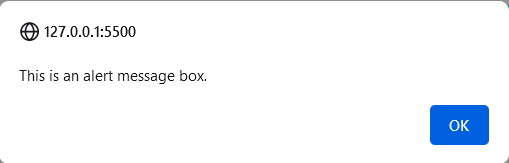 127.0.0.1:5500
This is an alert message box.
OK